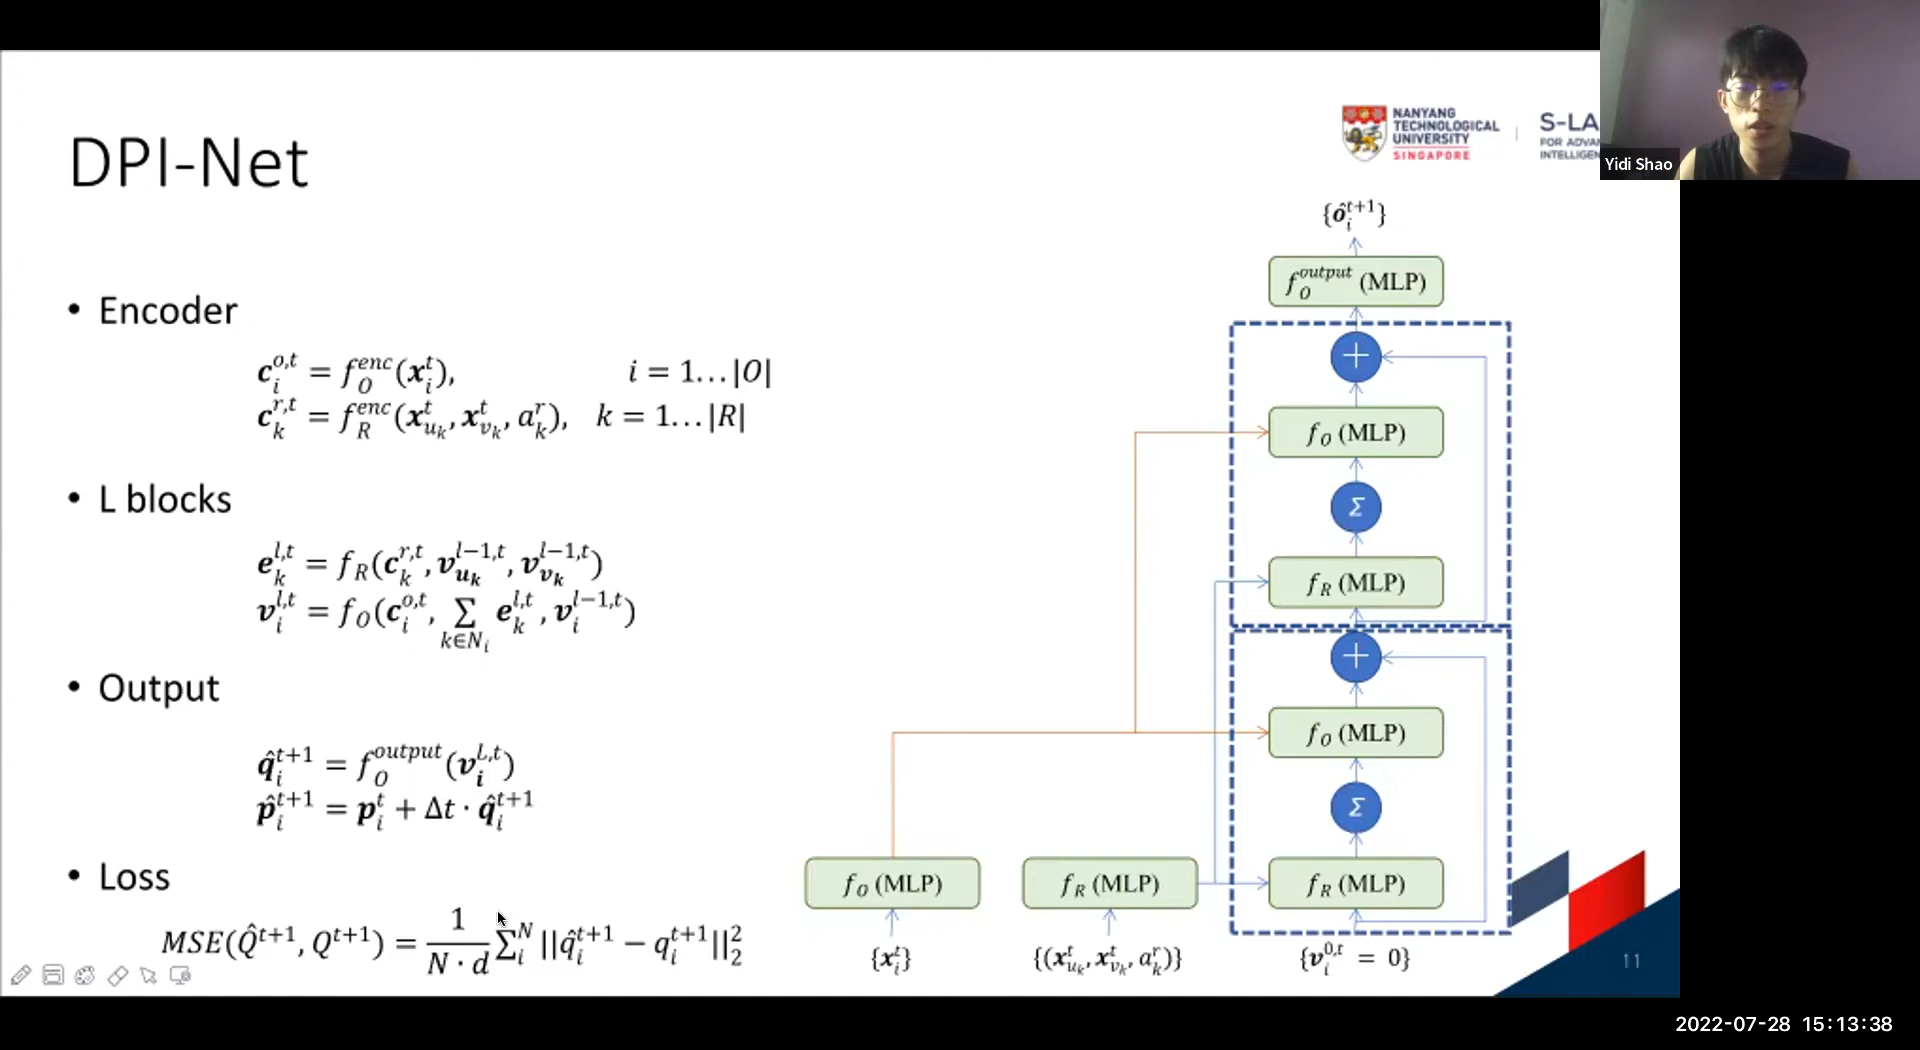 NANYANG
TECHNOLOGICAL
UNIVERSITY
SINGAPORE
S-LA
FOR ADVA
INTELLIGEN
Yidi Shao
DPI-Net
• Encoder
c_i^{o,t} = f_O^{enc}(x_i^t), i = 1…|O|
c_k^{r,t} = f_R^{enc}(x_{u_k}^t, x_{v_k}^t, a_k^r), k = 1…|R|
• L blocks
e_k^{l,t} = f_R(c_k^{r,t}, v_{u_k}^{l-1,t}, v_{v_k}^{l-1,t})
v_i^{l,t} = f_O(c_i^{o,t}, Σ_{k∈N_i} e_k^{l,t}, v_i^{l-1,t})
• Output
q̂_i^{t+1} = f_O^{output}(v_i^{L,t})
p̂_i^{t+1} = p_i^t + Δt · q̂_i^{t+1}
• Loss
MSE(Q̂^{t+1}, Q^{t+1}) = \frac{1}{N·d} Σ_i^N ||q̂_i^{t+1} − q_i^{t+1}||_2^2
{ô_i^{t+1}}
f_O^{output} (MLP)
+
f_O (MLP)
Σ
f_R (MLP)
+
f_O (MLP)
Σ
f_O (MLP)
f_R (MLP)
f_R (MLP)
{x_i^t}
{(x_{u_k}^t, x_{v_k}^t, a_k^r)}
{v_i^{0,t} = 0}
11
2022-07-28 15:13:38